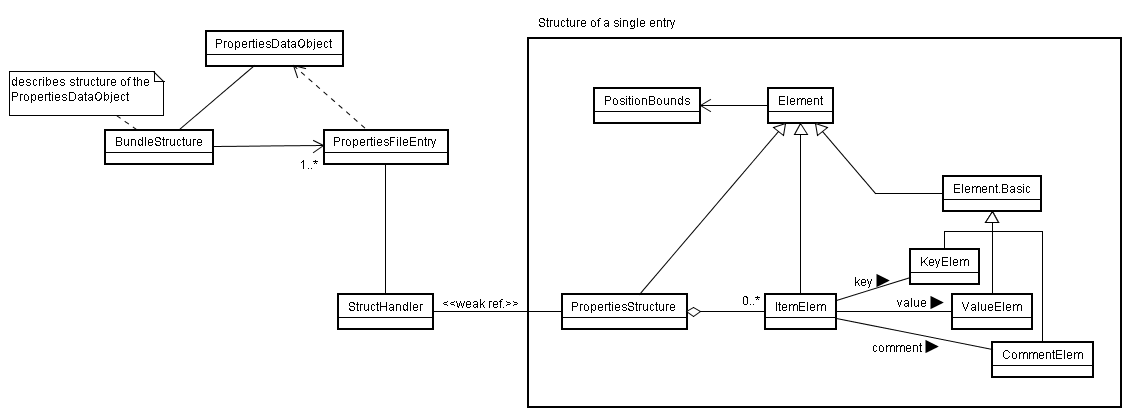 Structure of a single entry
PropertiesDataObject
describes structure of the
PropertiesDataObject
BundleStructure
1..*
PropertiesFileEntry
PositionBounds
Element
Element.Basic
KeyElem
key
StructHandler
<<weak ref.>>
PropertiesStructure
0..*
ItemElem
value
ValueElem
comment
CommentElem